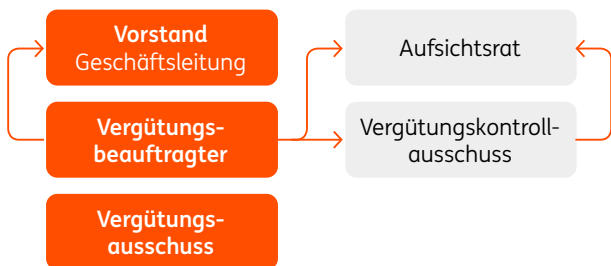 Vorstand
Geschäftsleitung
Aufsichtsrat
Vergütungs-
beauftragter
Vergütungskontroll-
ausschuss
Vergütungs-
ausschuss